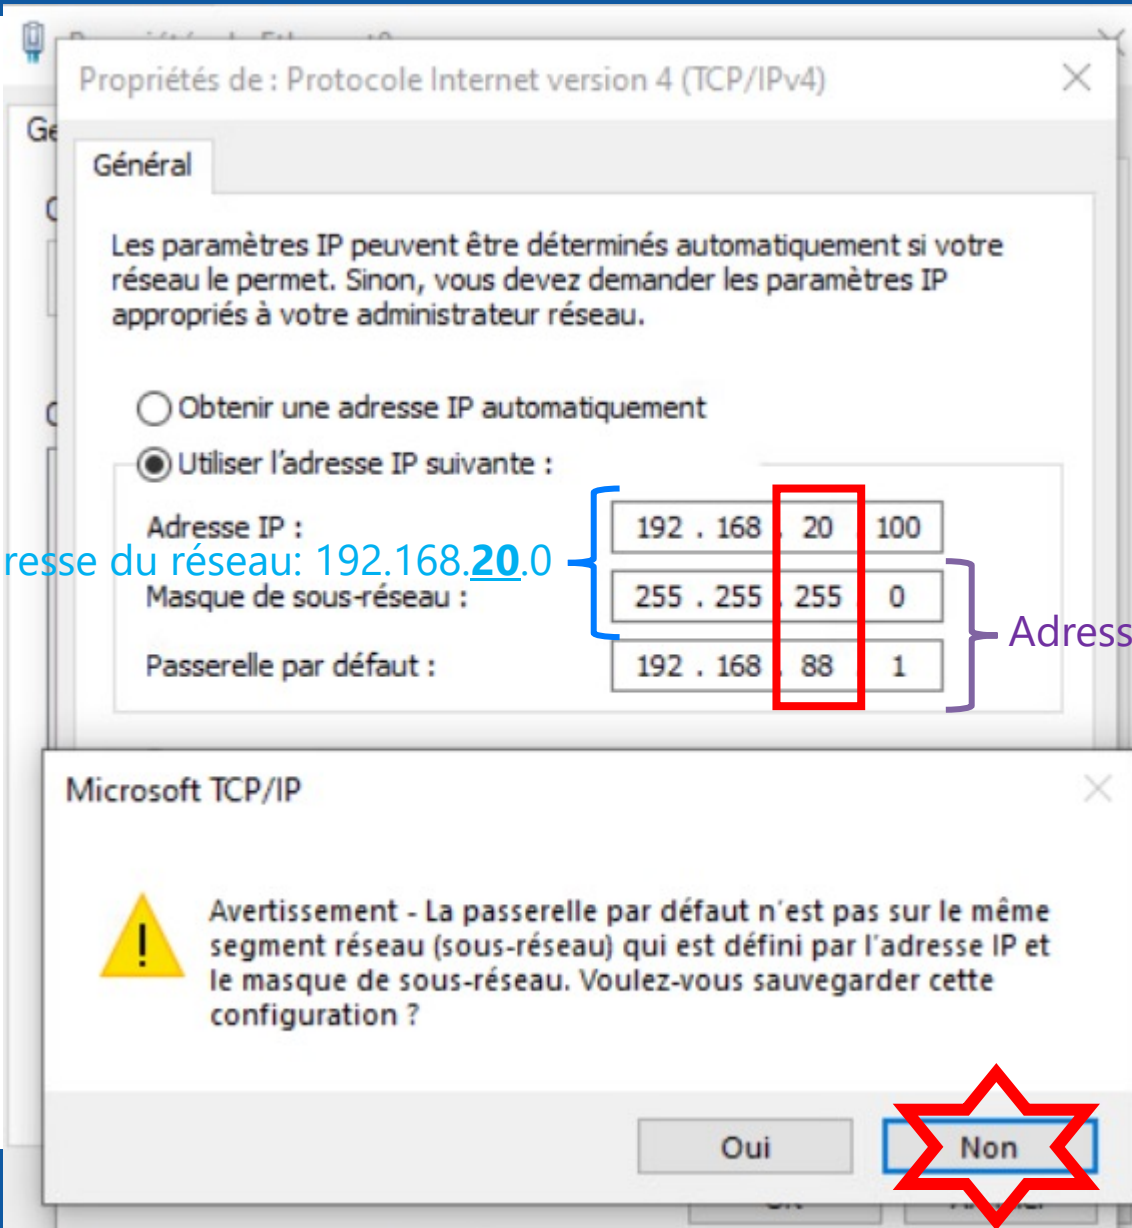 Propriétés de : Protocole Internet version 4 (TCP/IPv4)
Général
Les paramètres IP peuvent être déterminés automatiquement si votre
réseau le permet. Sinon, vous devez demander les paramètres IP
appropriés à votre administrateur réseau.
Obtenir une adresse IP automatiquement
Utiliser l'adresse IP suivante :
Adresse IP : 192 . 168 . 20 . 100
resse du réseau: 192.168.20.0
Masque de sous-réseau : 255 . 255 . 255 . 0
Adress
Passerelle par défaut : 192 . 168 . 88 . 1
Microsoft TCP/IP
Avertissement - La passerelle par défaut n'est pas sur le même
segment réseau (sous-réseau) qui est défini par l'adresse IP et
le masque de sous-réseau. Voulez-vous sauvegarder cette
configuration ?
Oui Non